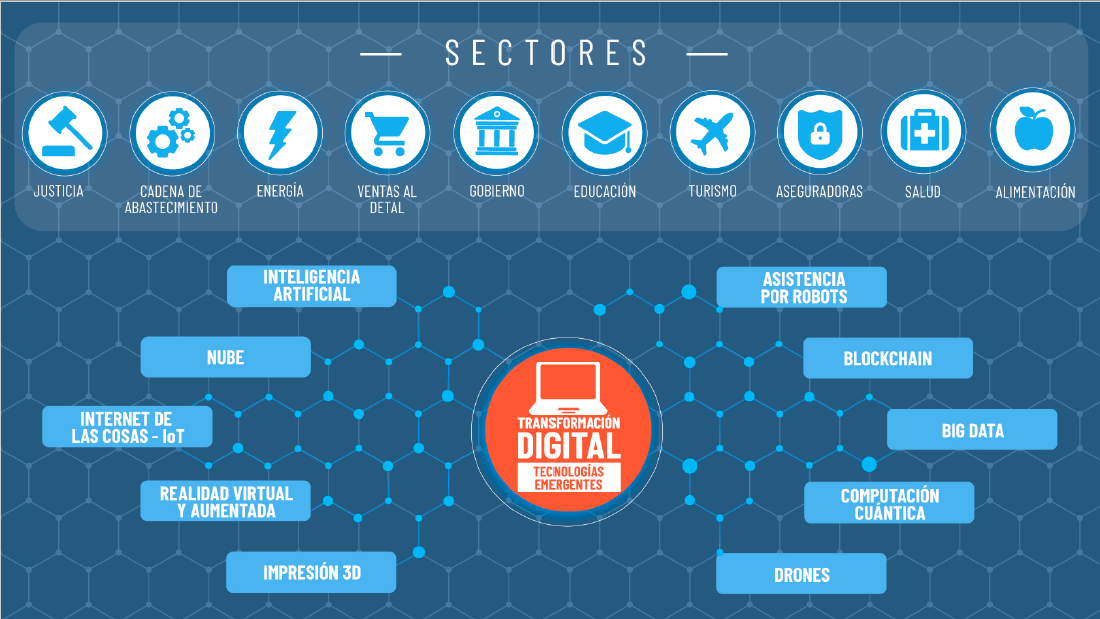 SECTORES
JUSTICIA
CADENA DE
ABASTECIMIENTO
ENERGÍA
VENTAS AL
DETAL
GOBIERNO
EDUCACIÓN
TURISMO
ASEGURADORAS
SALUD
ALIMENTACIÓN
INTELIGENCIA
ARTIFICIAL
NUBE
INTERNET DE
LAS COSAS - IoT
REALIDAD VIRTUAL
Y AUMENTADA
IMPRESIÓN 3D
TRANSFORMACIÓN
DIGITAL
TECNOLOGÍAS
EMERGENTES
ASISTENCIA
POR ROBOTS
BLOCKCHAIN
BIG DATA
COMPUTACIÓN
CUÁNTICA
DRONES